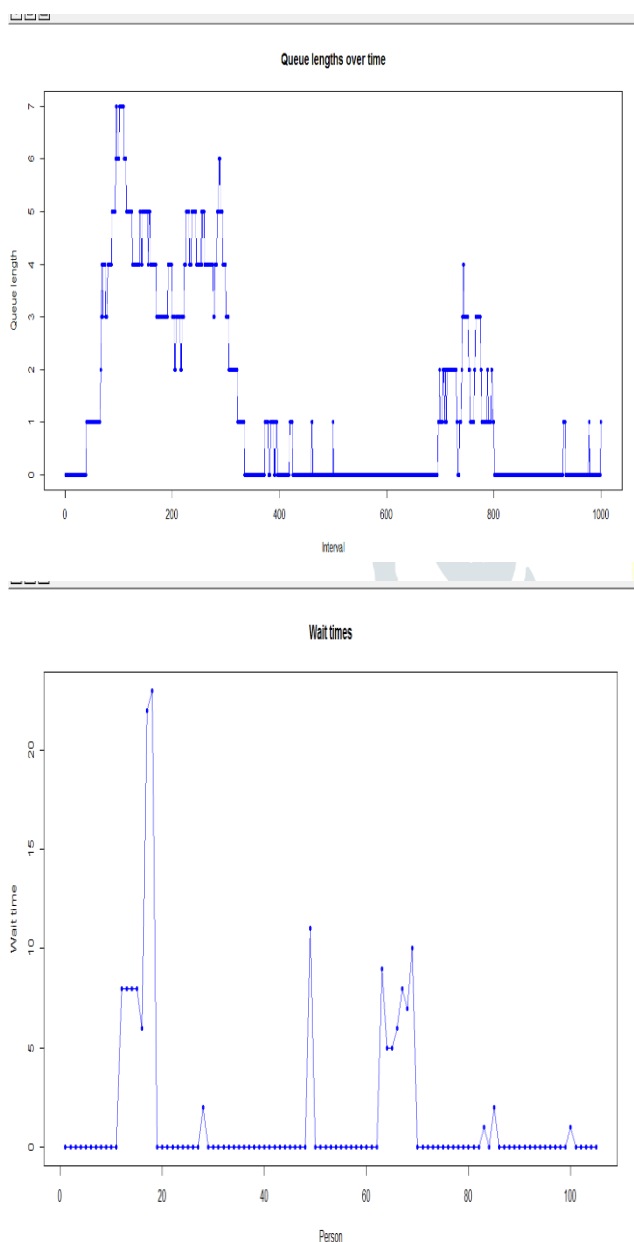 Queue lengths over time
7
6
5
4
3
2
1
0
Queue length
0 200 400 600 800 1000
Interval
Wait times
20
15
10
5
0
Wait time
0 20 40 60 80 100
Person